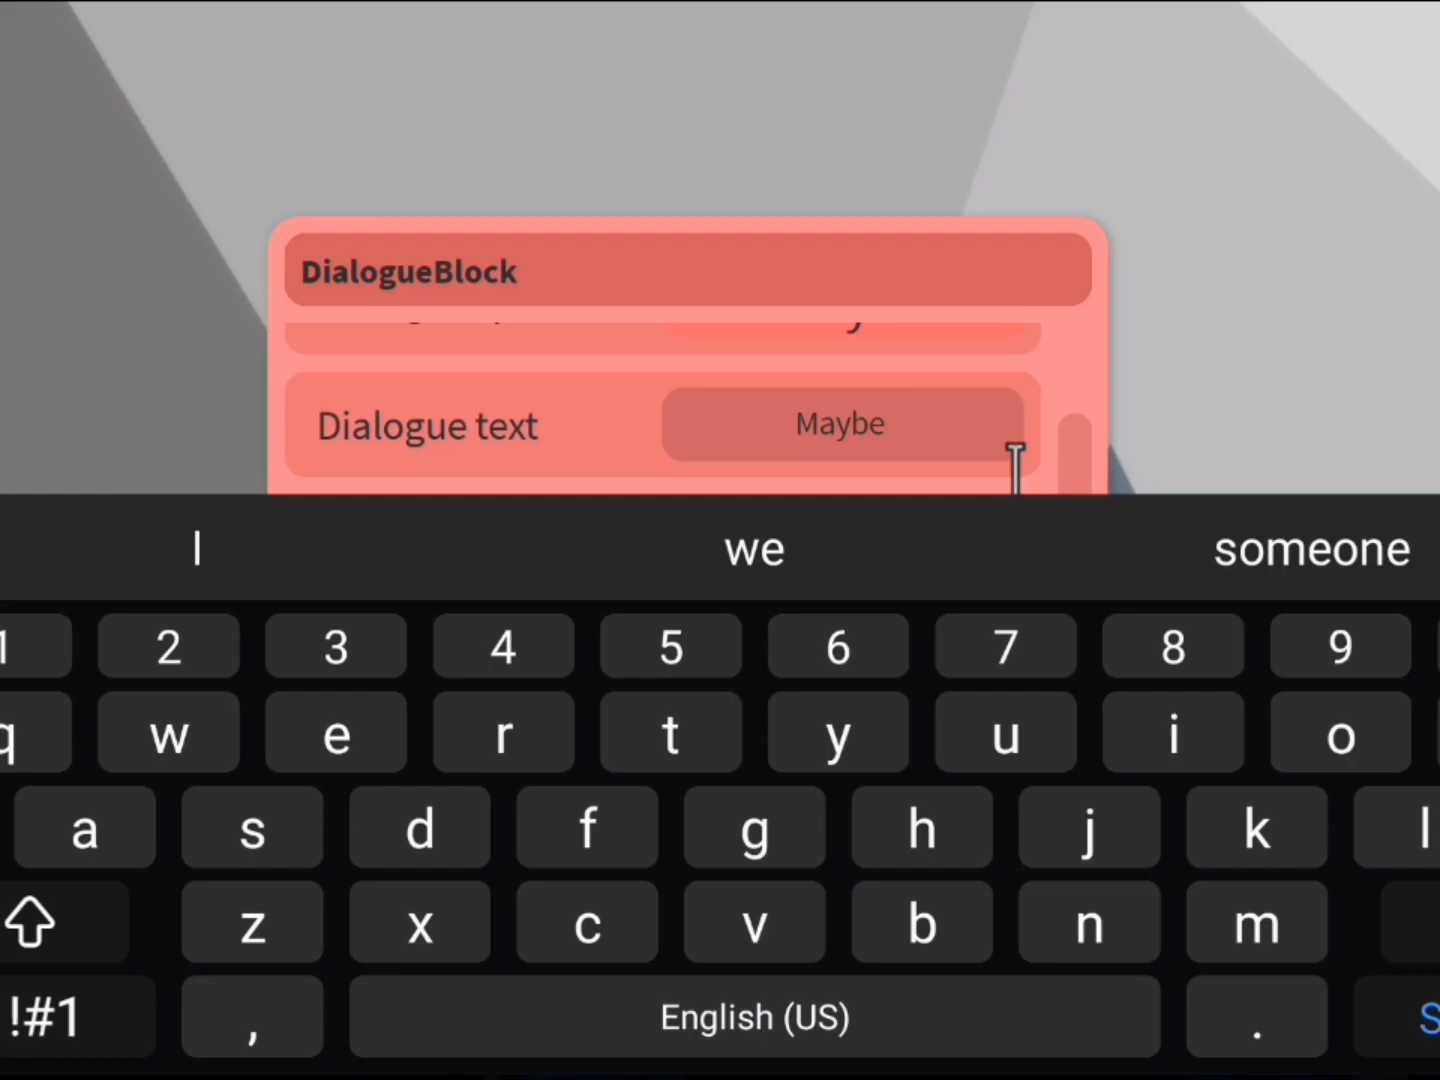 DialogueBlock
Dialogue text Maybe
I we someone
1 2 3 4 5 6 7 8 9
q w e r t y u i o
a s d f g h j k l
z x c v b n m
!#1 , English (US) .